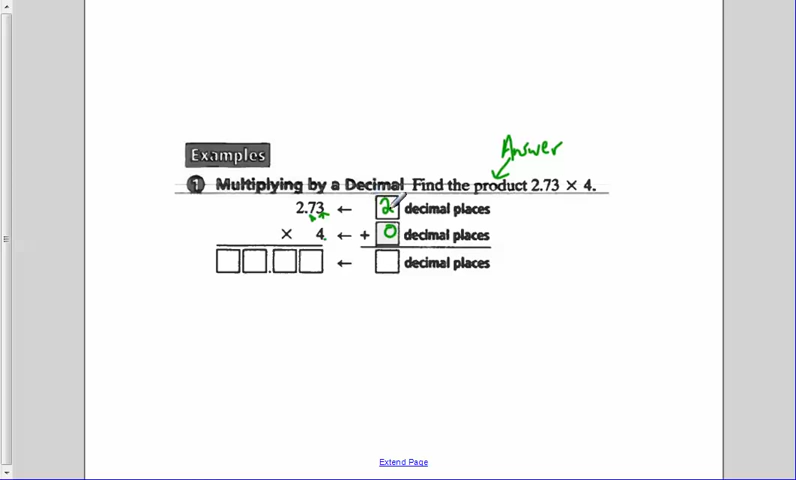 Answer
Examples
1 Multiplying by a Decimal Find the product 2.73 × 4.
2.73 ← 2 decimal places
× 4. ← + 0 decimal places
. ← decimal places
Extend Page